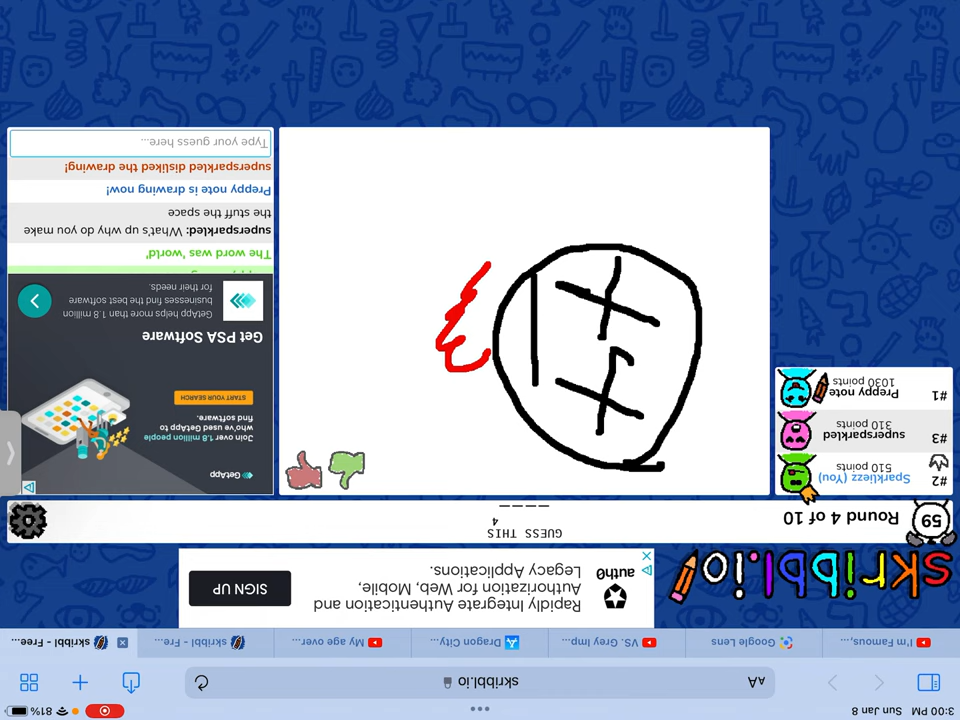 3:00 PM Sun Jan 8
81%
AA
skribbl.io
I'm Famous,...
Google Lens
VS. Grey Imp...
Dragon City,...
My age over...
skribbl - Fre...
skribbl - Free...
skribbl.io
auth0
Rapidly Integrate Authentication and
Authorization for Web, Mobile,
Legacy Applications.
SIGN UP
59
Round 4 of 10
GUESS THIS
4
_ _ _ _
#2
Sparkliezz (You)
510 points
#3
supersparkled
310 points
#1
Preppy note
1030 points
GetApp
Join over 1.8 million people
who've used GetApp to
find software.
START YOUR SEARCH
Get PSA Software
GetApp helps more than 1.8 million
businesses find the best software
for their needs.
The word was 'world'
supersparkled: What's up why do you make
the stuff the space
Preppy note is drawing now!
supersparkled disliked the drawing!
Type your guess here...